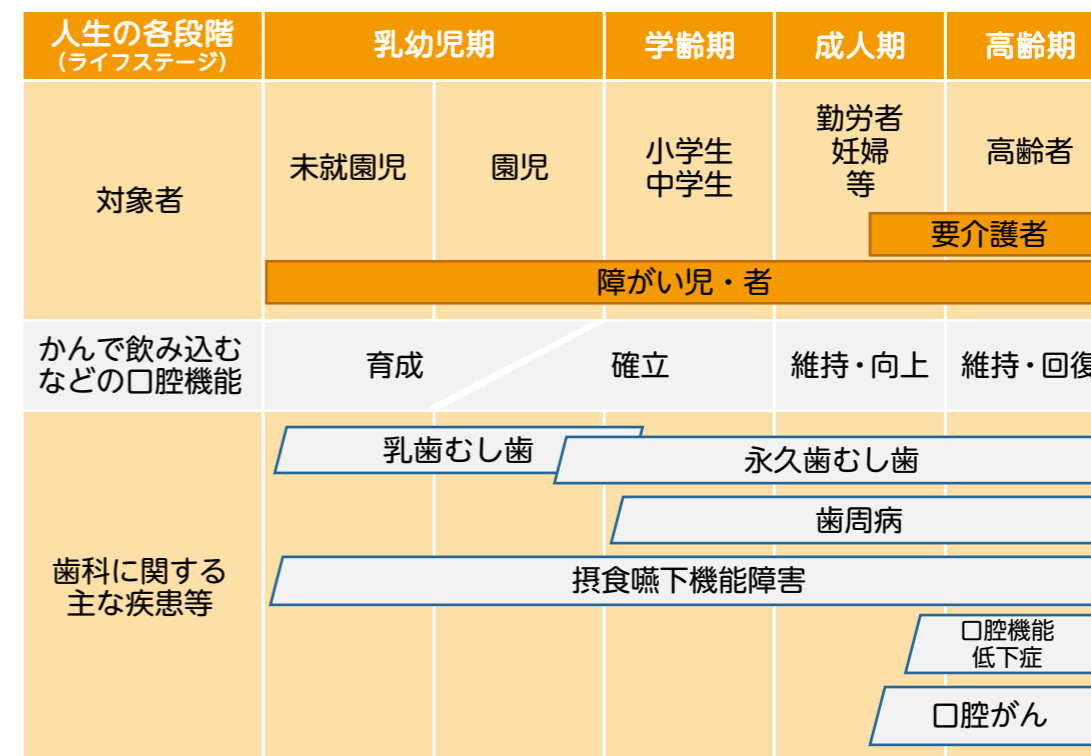 人生の各段階
(ライフステージ)
乳幼児期
学齢期
成人期
高齢期
対象者
未就園児
園児
小学生
中学生
勤労者
妊婦
等
高齢者
要介護者
障がい児・者
かんで飲み込む
などの口腔機能
育成
確立
維持・向上
維持・回復
歯科に関する
主な疾患等
乳歯むし歯
永久歯むし歯
歯周病
摂食嚥下機能障害
口腔機能
低下症
口腔がん